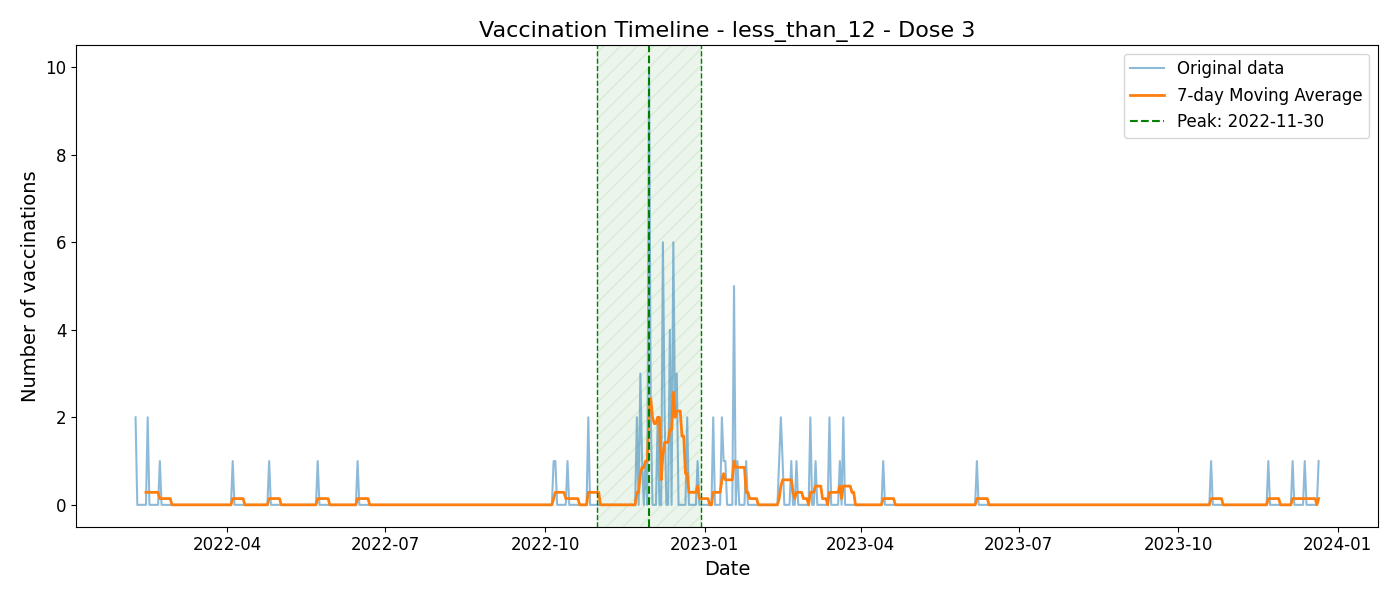 Vaccination Timeline - less_than_12 - Dose 3
Original data
7-day Moving Average
Peak: 2022-11-30
Number of vaccinations
10
8
6
4
2
0
2022-04
2022-07
2022-10
2023-01
2023-04
2023-07
2023-10
2024-01
Date